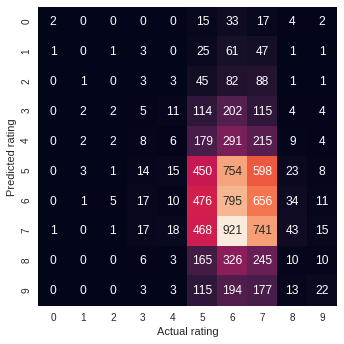 2 0 0 0 0 15 33 17 4 2 0
1 0 1 3 0 25 61 47 1 1 1
0 1 0 3 3 45 82 88 1 1 2
0 2 2 5 11 114 202 115 4 4 3
0 2 2 8 6 179 291 215 9 4 4
0 3 1 14 15 450 754 598 23 8 5
0 1 5 17 10 476 795 656 34 11 6
1 0 1 17 18 468 921 741 43 15 7
0 0 0 6 3 165 326 245 10 10 8
0 0 0 3 3 115 194 177 13 22 9
0 1 2 3 4 5 6 7 8 9
Predicted rating
Actual rating